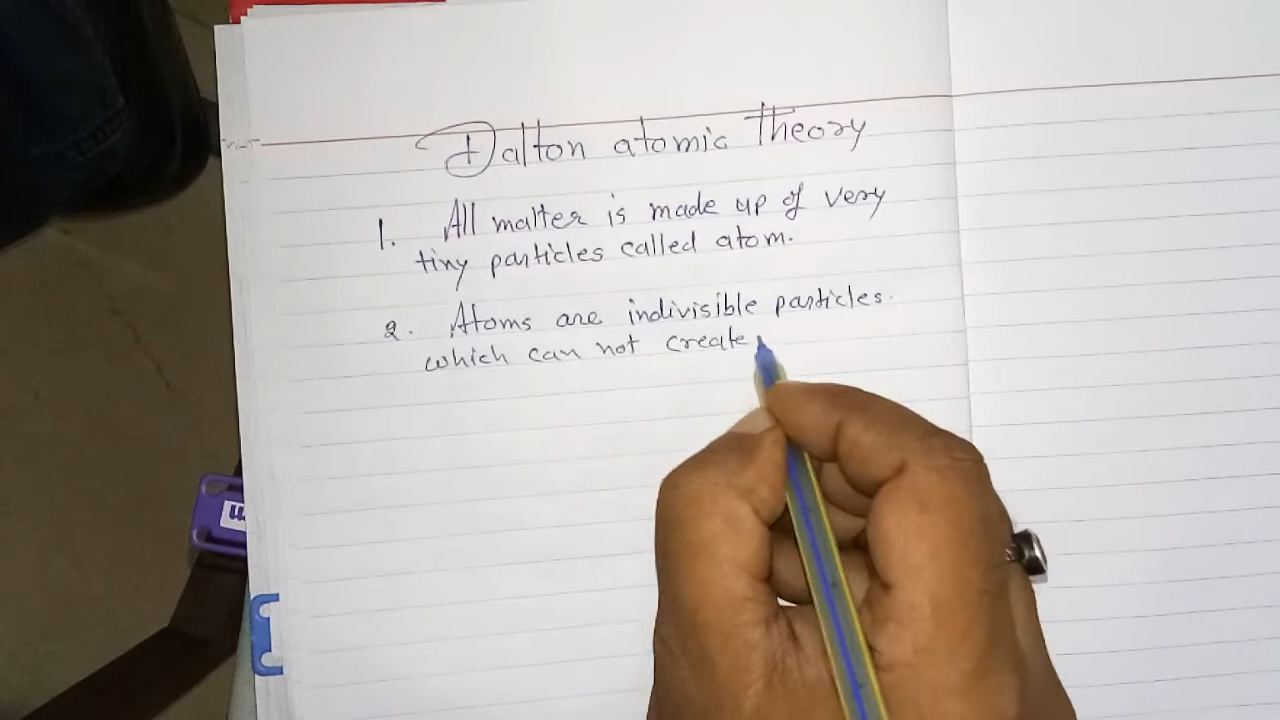 Dalton atomic theory
1. All matter is made up of very
tiny particles called atom.
2. Atoms are indivisible particles.
which can not create